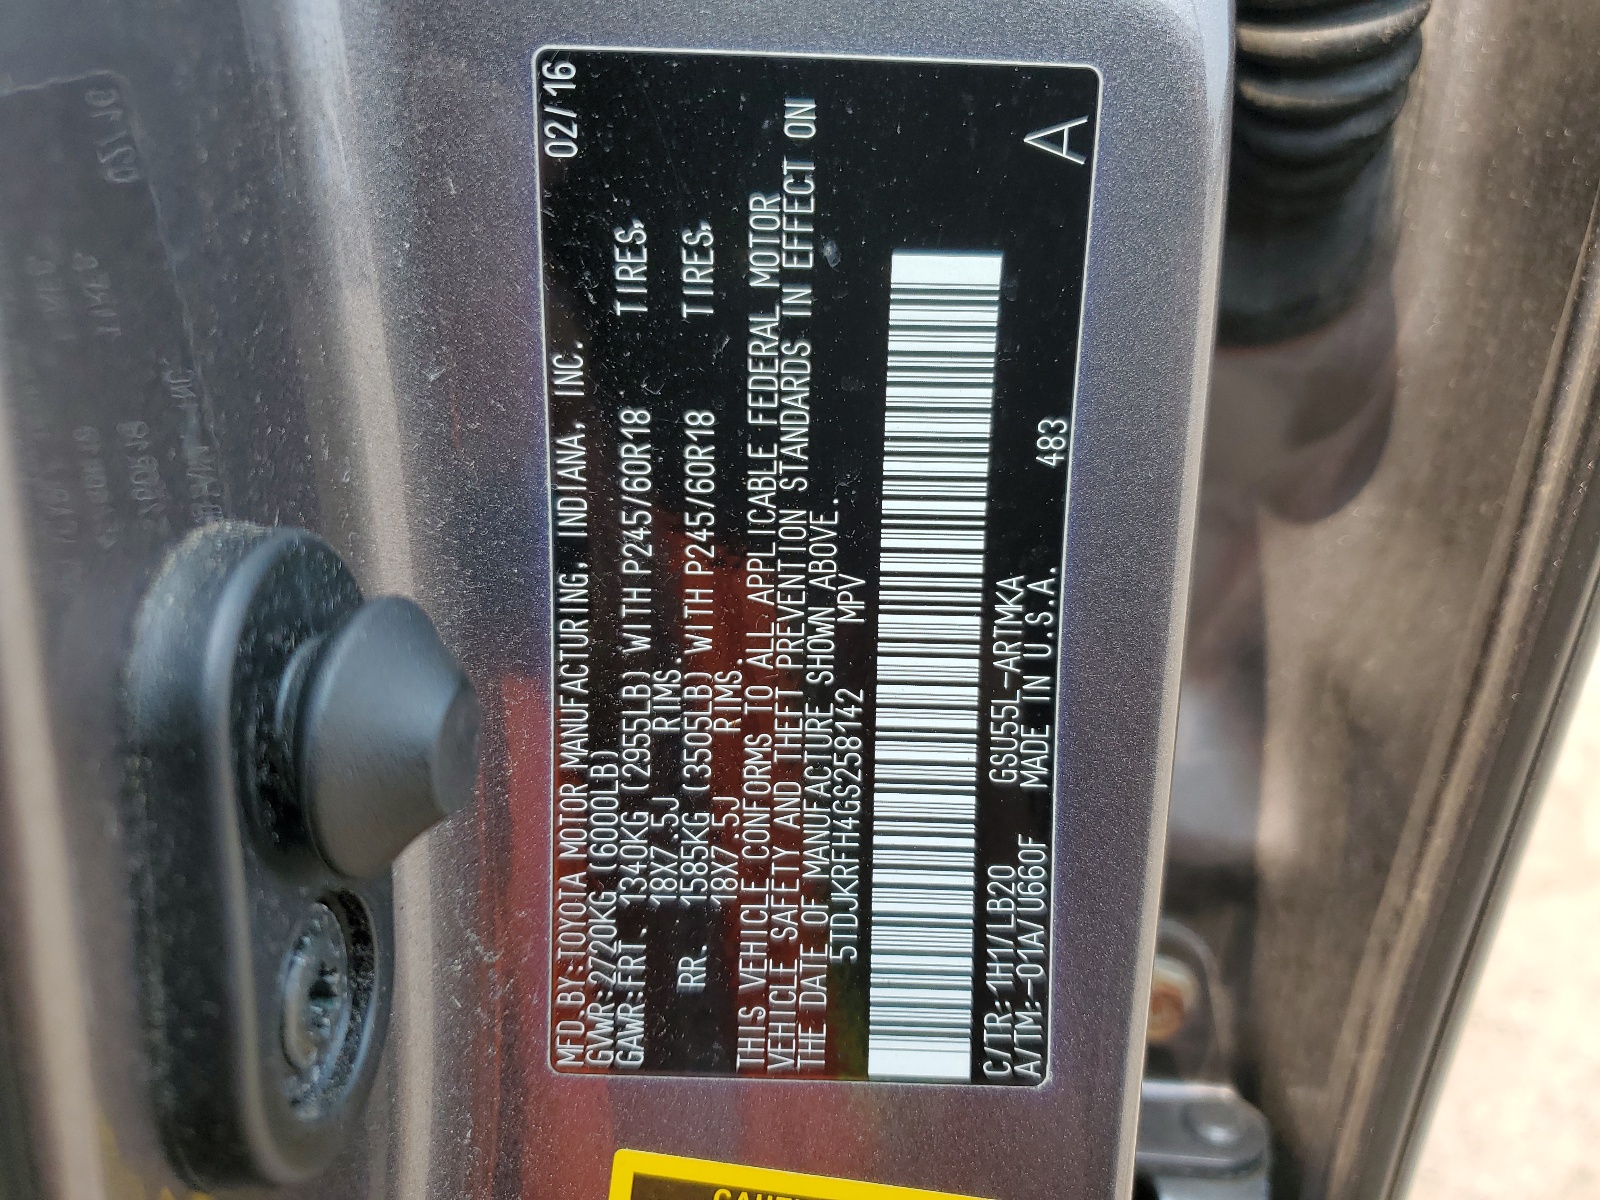 MFD.BY:TOYOTA MOTOR MANUFACTURING, INDIANA, INC. 02/16
GVWR:2720KG (6000LB)
GAWR:FRT. 1340KG (2955LB) WITH P245/60R18 TIRES,
18X7.5J RIMS.
RR. 1585KG (3505LB) WITH P245/60R18 TIRES,
18X7.5J RIMS.
THIS VEHICLE CONFORMS TO ALL APPLICABLE FEDERAL MOTOR
VEHICLE SAFETY AND THEFT PREVENTION STANDARDS IN EFFECT ON
THE DATE OF MANUFACTURE SHOWN ABOVE.
5TDJKRFH4GS258142 MPV
C/TR:1H1/LB20 GSU55L-ARTMKA 483
A/TM:-01A/U660F MADE IN U.S.A.
A